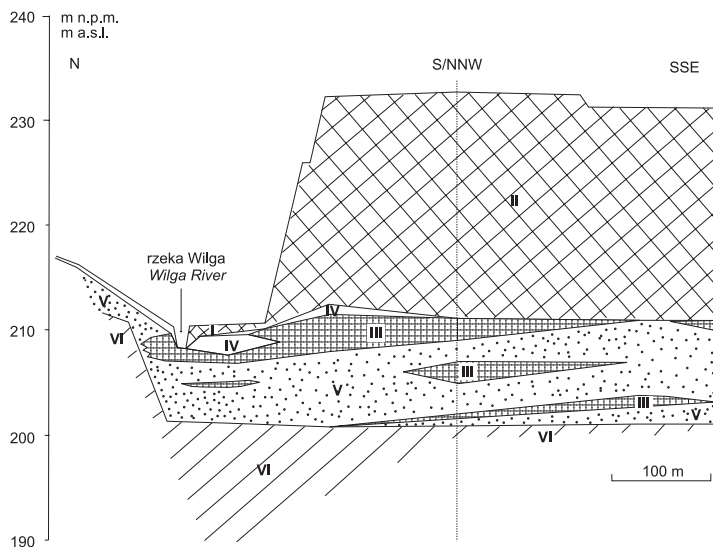 240
m n.p.m.
m a.s.l.
N
S/NNW
SSE
230
II
220
rzeka Wilga
Wilga River
V
210
VI
I
IV
IV
III
III
V
III
V
200
VI
VI
100 m
190